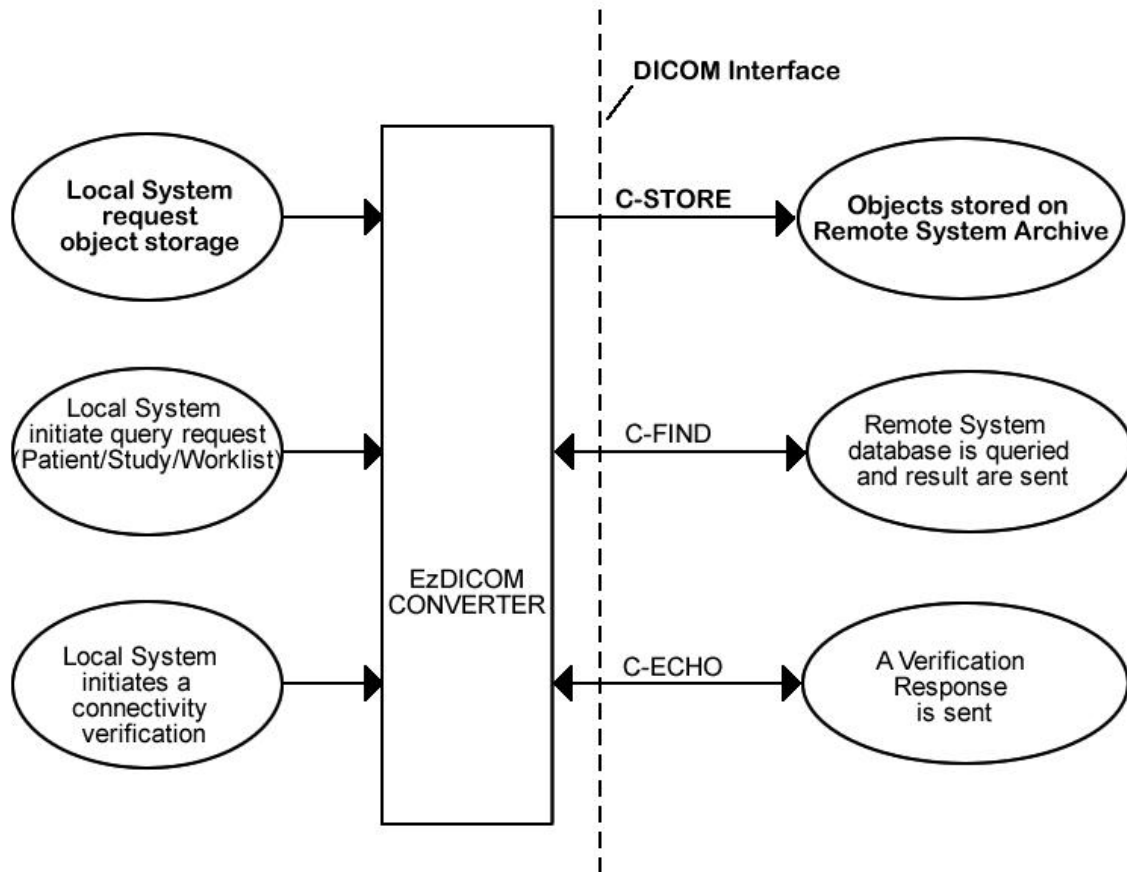 DICOM Interface
Local System
request
object storage
C-STORE
Objects stored on
Remote System Archive
Local System
initiate query request
(Patient/Study/Worklist)
C-FIND
Remote System
database is queried
and result are sent
EzDICOM
CONVERTER
Local System
initiates a
connectivity
verification
C-ECHO
A Verification
Response
is sent